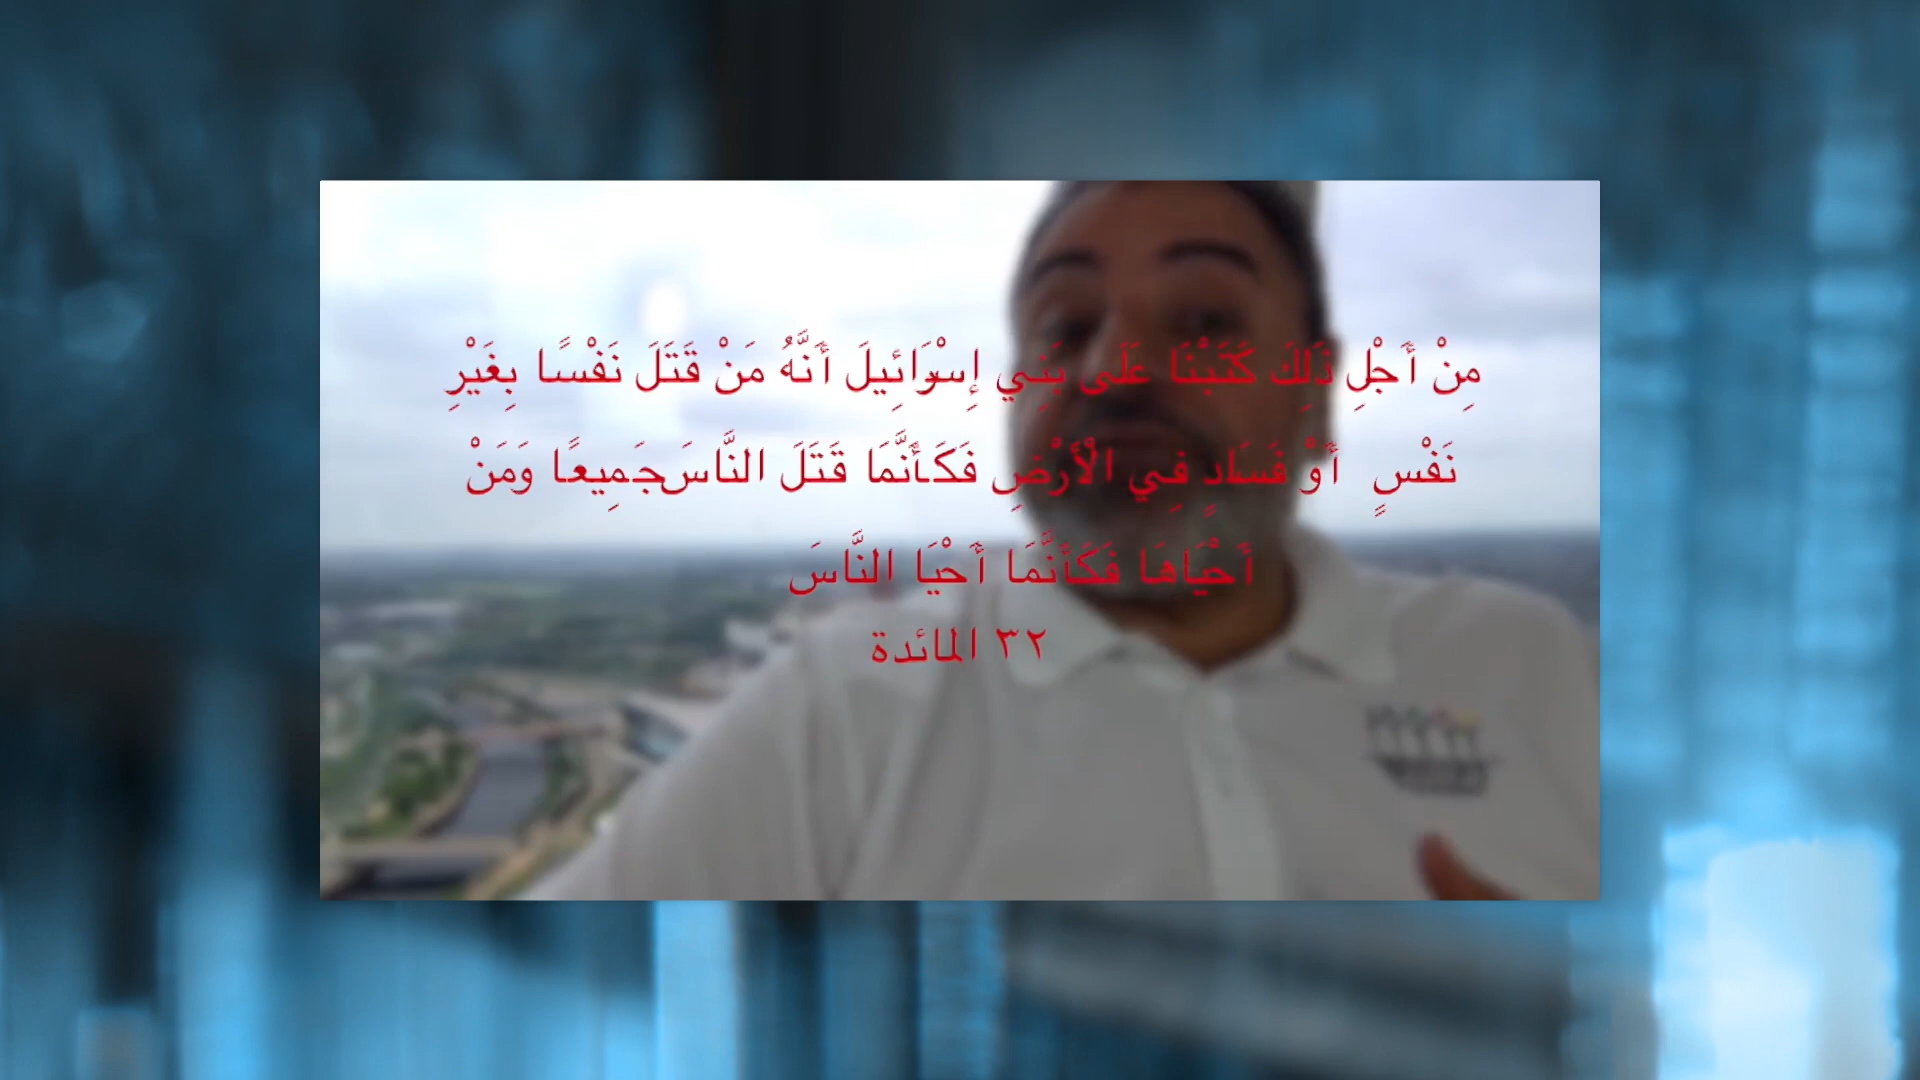 مِنْ أَجْلِ ذَلِكَ كَتَبْنَا عَلَى بَنِي إِسْرَائِيلَ أَنَّهُ مَنْ قَتَلَ نَفْسًا بِغَيْرِ
نَفْسٍ أَوْ فَسَادٍ فِي الْأَرْضِ فَكَأَنَّمَا قَتَلَ النَّاسَ جَمِيعًا وَمَنْ
أَحْيَاهَا فَكَأَنَّمَا أَحْيَا النَّاسَ
٣٢ المائدة